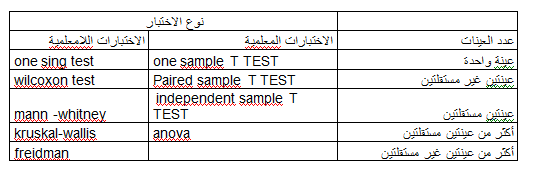 نوع الاختبار
عدد العينات الاختبارات المعلمية الاختبارات اللامعلمية
عينة واحدة one sample T TEST one sing test
عينتين غير مستقلتين Paired sample T TEST wilcoxon test
عينتين مستقلتين independent sample T TEST mann -whitney
أكثر من عينتين مستقلتين anova kruskal-wallis
أكثر من عينتين غير مستقلتين freidman